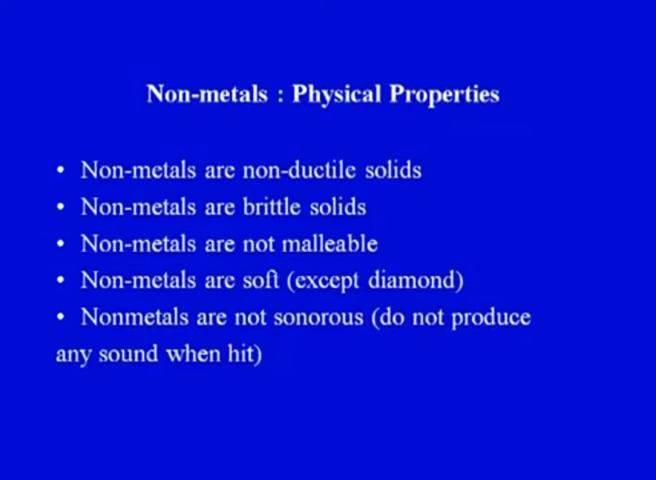 Non-metals : Physical Properties
• Non-metals are non-ductile solids
• Non-metals are brittle solids
• Non-metals are not malleable
• Non-metals are soft (except diamond)
• Nonmetals are not sonorous (do not produce
any sound when hit)